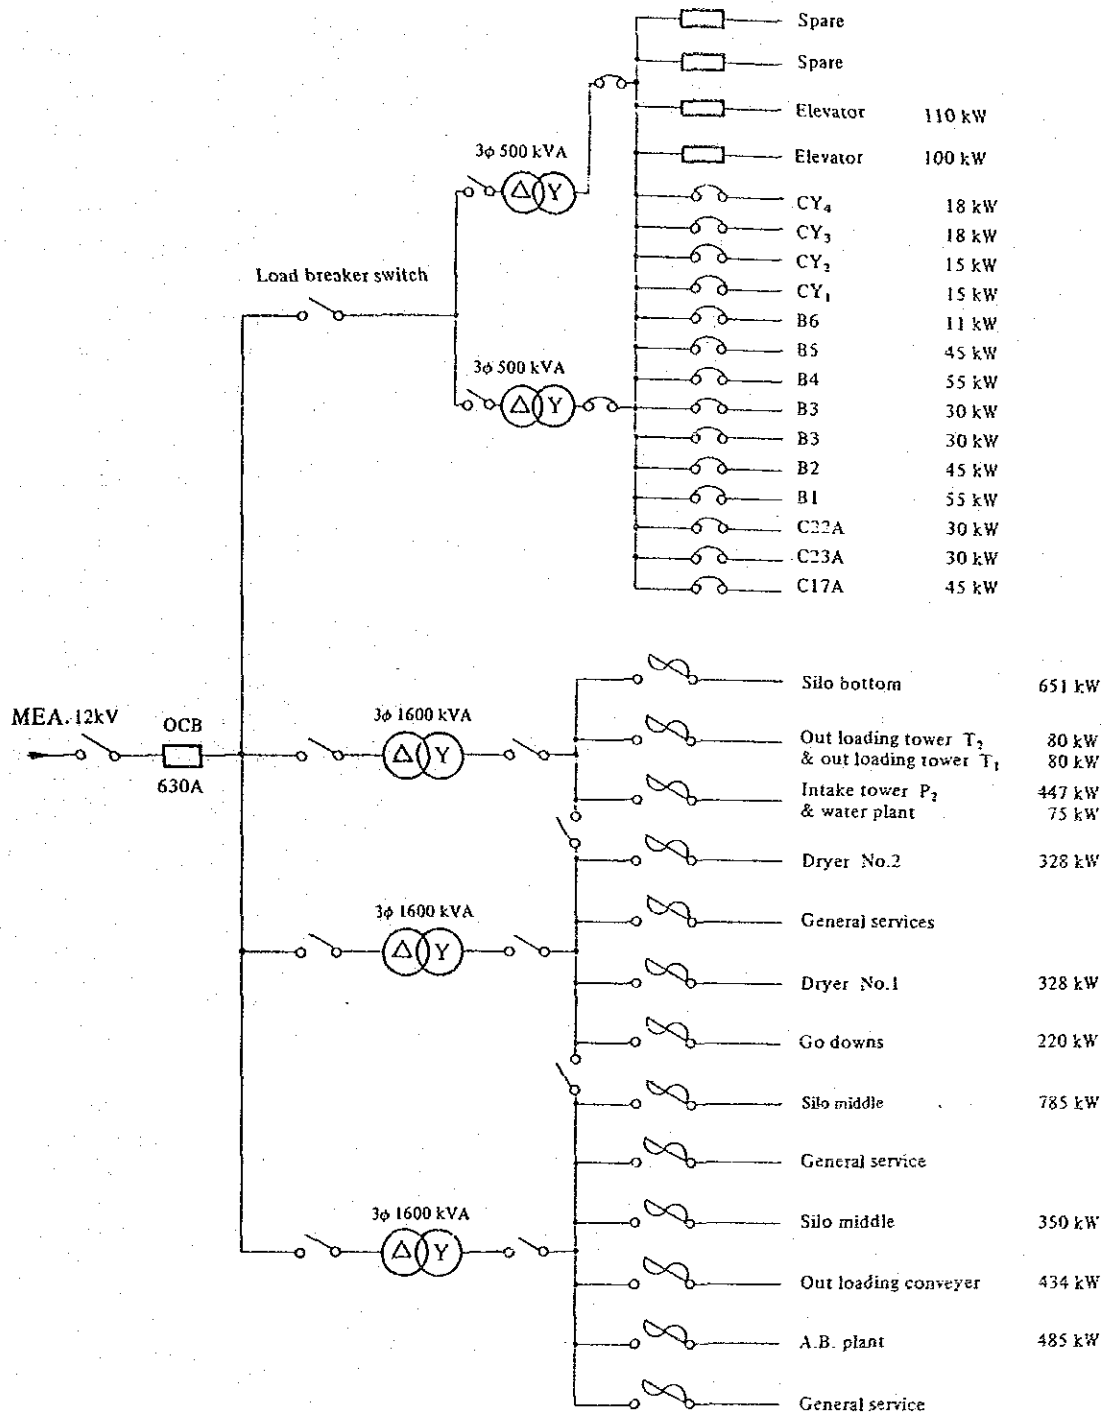 Spare
Spare
Elevator 110 kW
3ϕ 500 kVA
Elevator 100 kW
Δ Y
CY₄ 18 kW
CY₃ 18 kW
CY₂ 15 kW
Load breaker switch
CY₁ 15 kW
B6 11 kW
B5 45 kW
3ϕ 500 kVA
B4 55 kW
Δ Y
B3 30 kW
B3 30 kW
B2 45 kW
B1 55 kW
C22A 30 kW
C23A 30 kW
C17A 45 kW
Silo bottom 651 kW
MEA. 12kV
OCB
630A
3ϕ 1600 kVA
Δ Y
Out loading tower T₂ 80 kW
& out loading tower T₁ 80 kW
Intake tower P₂ 447 kW
& water plant 75 kW
Dryer No.2 328 kW
3ϕ 1600 kVA
Δ Y
General services
Dryer No.1 328 kW
Go downs 220 kW
Silo middle 785 kW
General service
3ϕ 1600 kVA
Δ Y
Silo middle 350 kW
Out loading conveyer 434 kW
A.B. plant 485 kW
General service